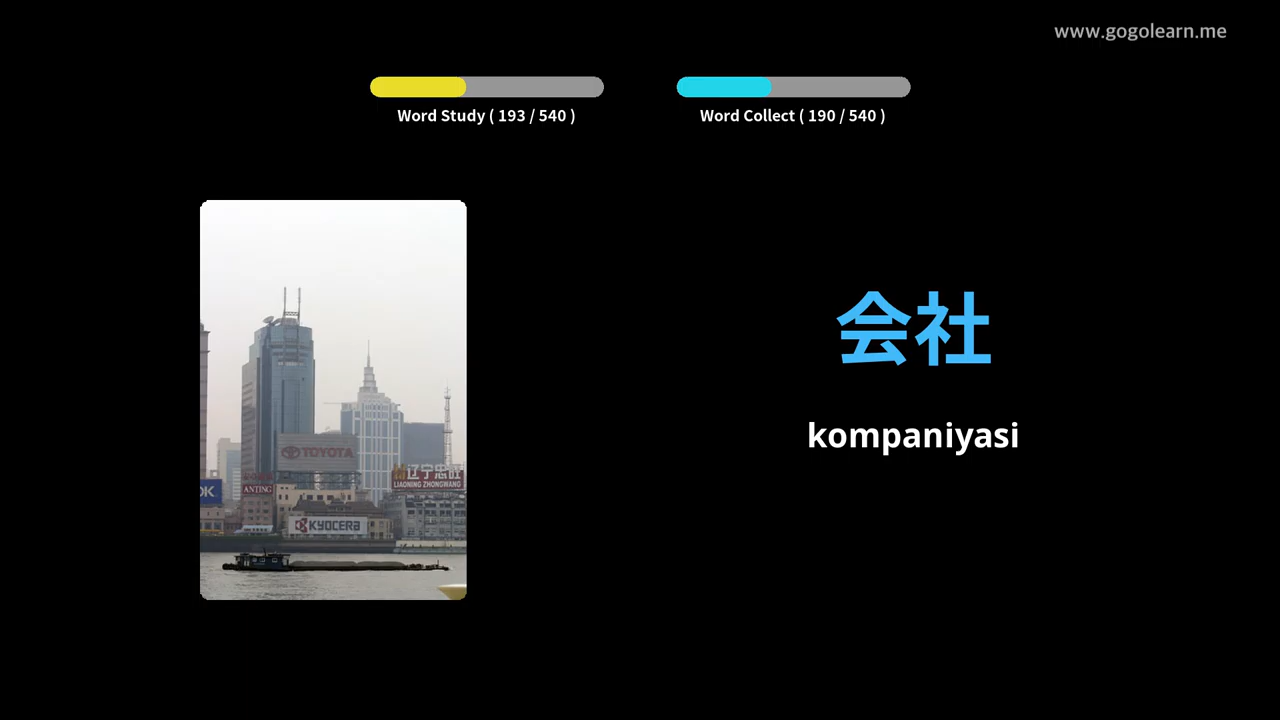 www.gogolearn.me
Word Study ( 193 / 540 )
Word Collect ( 190 / 540 )
会社
kompaniyasi
TOYOTA
辽宁忠旺
LIAONING ZHONGWANG
OK
ANTING
KYOCERA